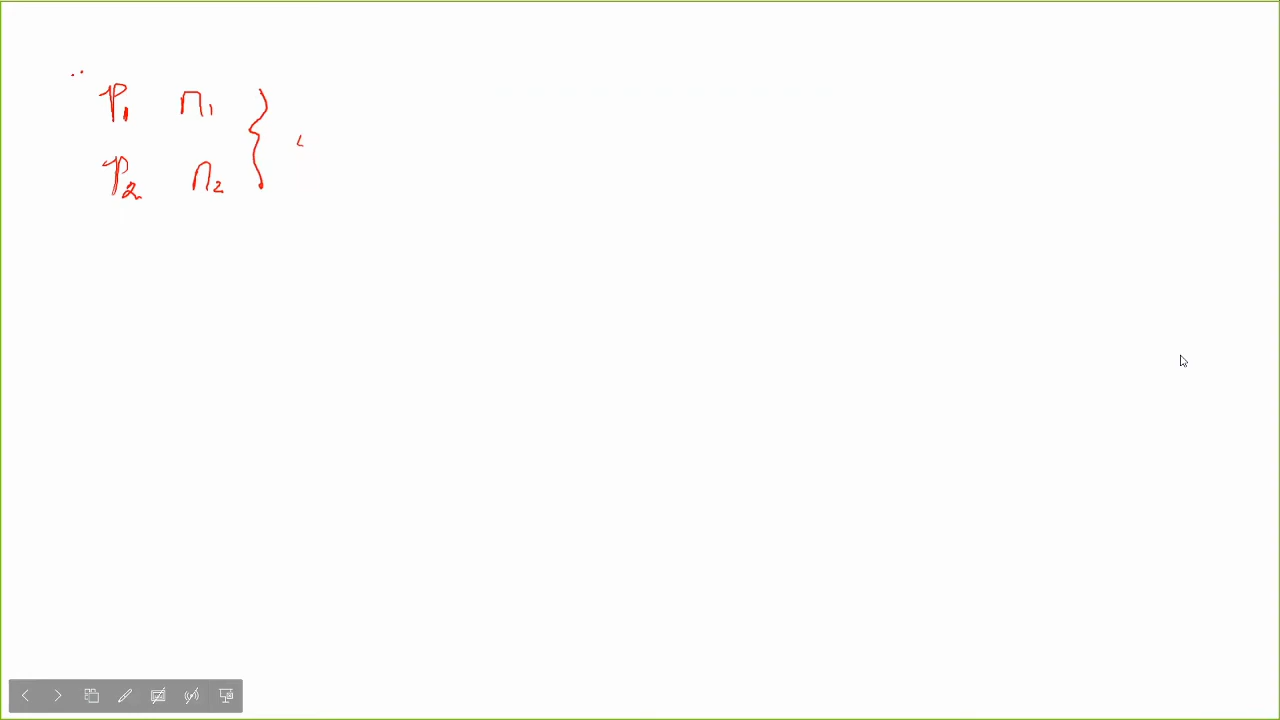 p₁ n₁ }
p₂ n₂